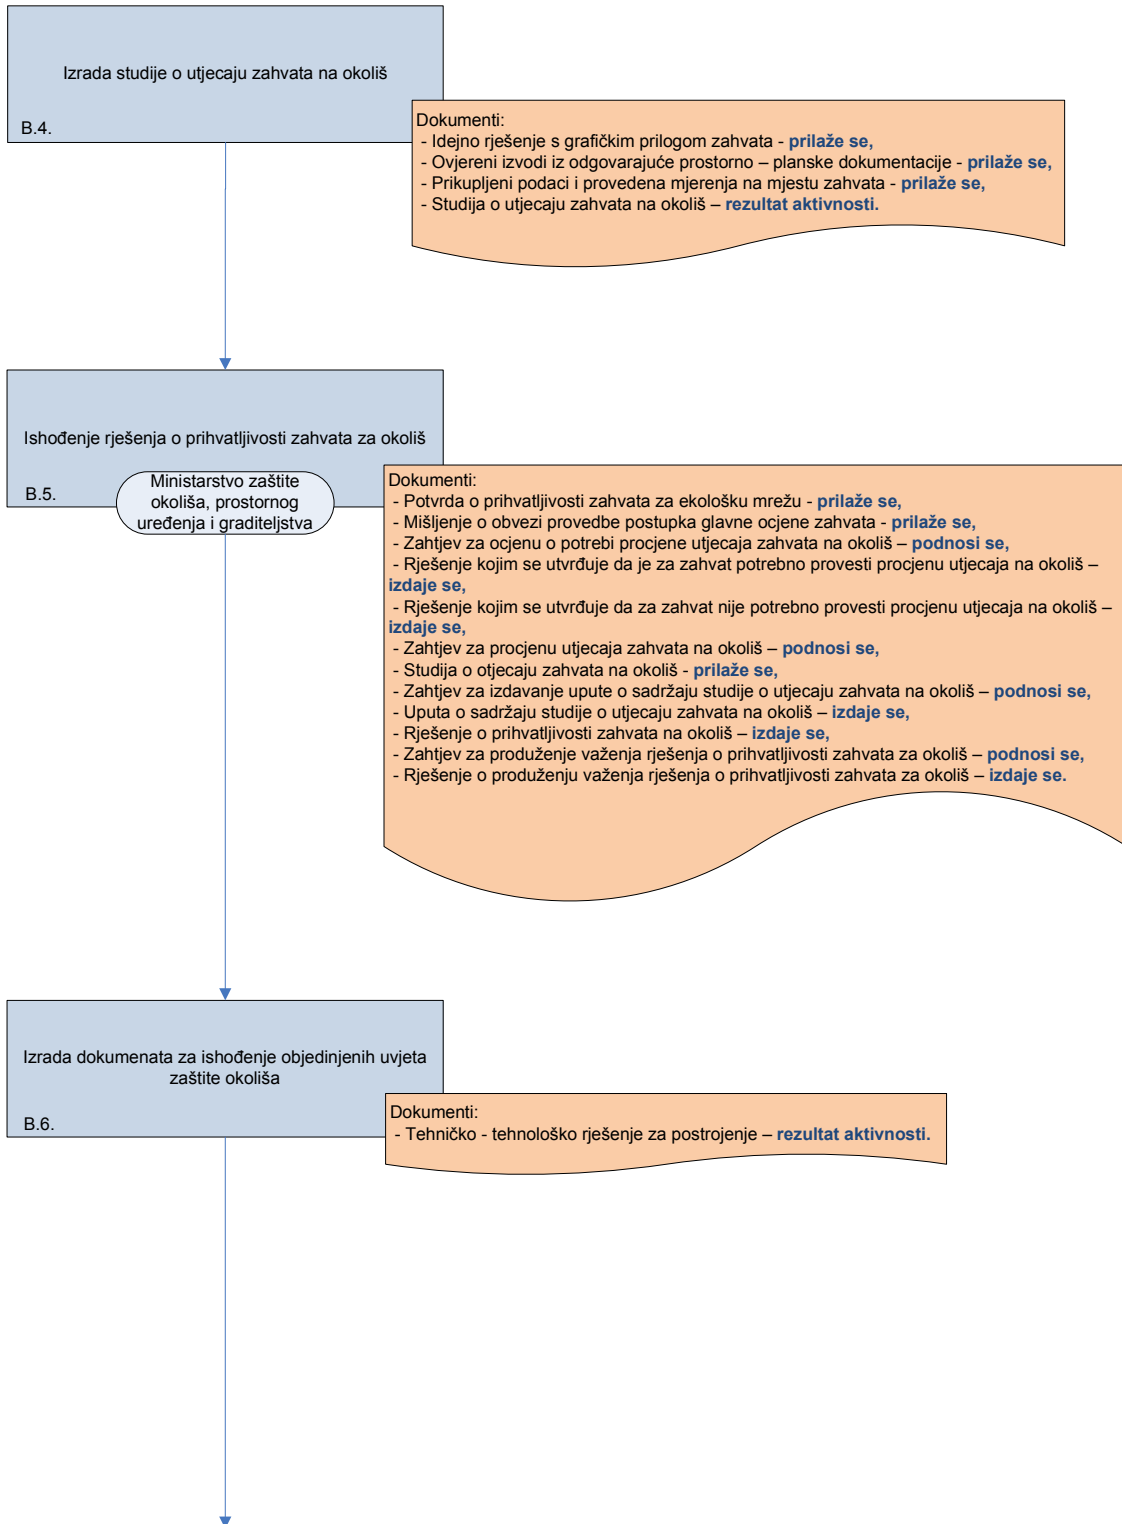 Izrada studije o utjecaju zahvata na okoliš
B.4.
Dokumenti:
- Idejno rješenje s grafičkim prilogom zahvata - prilaže se,
- Ovjereni izvodi iz odgovarajuće prostorno – planske dokumentacije - prilaže se,
- Prikupljeni podaci i provedena mjerenja na mjestu zahvata - prilaže se,
- Studija o utjecaju zahvata na okoliš – rezultat aktivnosti.
Ishođenje rješenja o prihvatljivosti zahvata za okoliš
B.5.
Ministarstvo zaštite
okoliša, prostornog
uređenja i graditeljstva
Dokumenti:
- Potvrda o prihvatljivosti zahvata za ekološku mrežu - prilaže se,
- Mišljenje o obvezi provedbe postupka glavne ocjene zahvata - prilaže se,
- Zahtjev za ocjenu o potrebi procjene utjecaja zahvata na okoliš – podnosi se,
- Rješenje kojim se utvrđuje da je za zahvat potrebno provesti procjenu utjecaja na okoliš –
izdaje se,
- Rješenje kojim se utvrđuje da za zahvat nije potrebno provesti procjenu utjecaja na okoliš –
izdaje se,
- Zahtjev za procjenu utjecaja zahvata na okoliš – podnosi se,
- Studija o otjecaju zahvata na okoliš - prilaže se,
- Zahtjev za izdavanje upute o sadržaju studije o utjecaju zahvata na okoliš – podnosi se,
- Uputa o sadržaju studije o utjecaju zahvata na okoliš – izdaje se,
- Rješenje o prihvatljivosti zahvata na okoliš – izdaje se,
- Zahtjev za produženje važenja rješenja o prihvatljivosti zahvata za okoliš – podnosi se,
- Rješenje o produženju važenja rješenja o prihvatljivosti zahvata za okoliš – izdaje se.
Izrada dokumenata za ishođenje objedinjenih uvjeta
zaštite okoliša
B.6.
Dokumenti:
- Tehničko - tehnološko rješenje za postrojenje – rezultat aktivnosti.